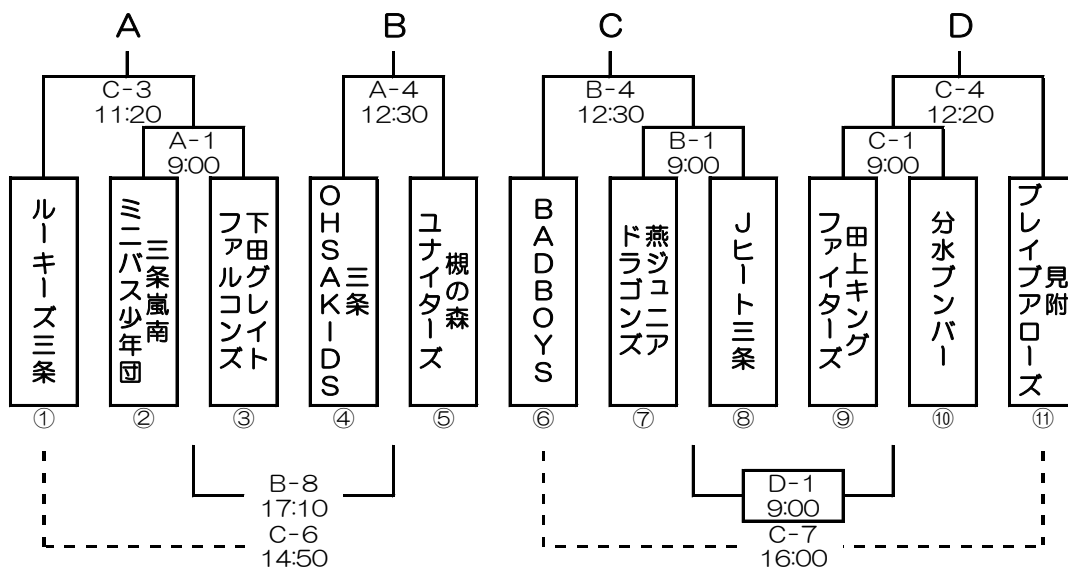 A
B
C
D
C-3
11:20
A-4
12:30
B-4
12:30
C-4
12:20
A-1
9:00
B-1
9:00
C-1
9:00
ルーキーズ三条
三条嵐南
ミニバス少年団
下田グレイト
ファルコンズ
三条
OHSAKIDS
槻の森
ユナイターズ
BADBOYS
燕ジュニア
ドラゴンズ
Jヒート三条
田上キング
ファイターズ
分水ブンバー
見附
ブレイブアローズ
①
②
③
④
⑤
⑥
⑦
⑧
⑨
⑩
⑪
B-8
17:10
D-1
9:00
C-6
14:50
C-7
16:00